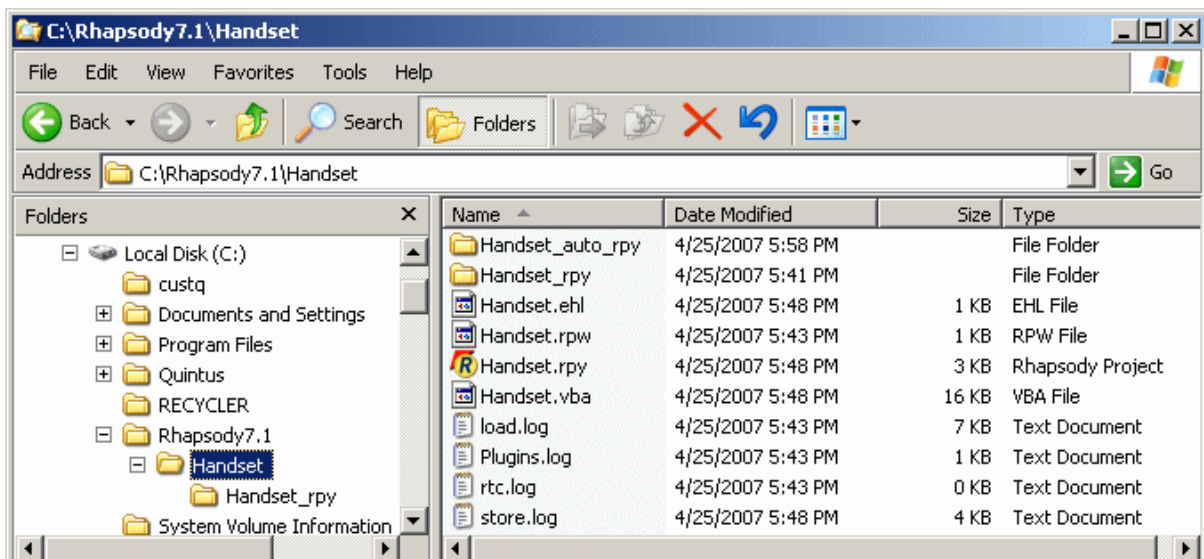 C:\Rhapsody7.1\Handset
File Edit View Favorites Tools Help
Back Search Folders
Address C:\Rhapsody7.1\Handset Go
Folders
Local Disk (C:)
custq
Documents and Settings
Program Files
Quintus
RECYCLER
Rhapsody7.1
Handset
Handset_rpy
System Volume Information
Name Date Modified Size Type
Handset_auto_rpy 4/25/2007 5:58 PM File Folder
Handset_rpy 4/25/2007 5:41 PM File Folder
Handset.ehl 4/25/2007 5:48 PM 1 KB EHL File
Handset.rpw 4/25/2007 5:43 PM 1 KB RPW File
Handset.rpy 4/25/2007 5:48 PM 3 KB Rhapsody Project
Handset.vba 4/25/2007 5:48 PM 16 KB VBA File
load.log 4/25/2007 5:43 PM 7 KB Text Document
Plugins.log 4/25/2007 5:43 PM 1 KB Text Document
rtc.log 4/25/2007 5:43 PM 0 KB Text Document
store.log 4/25/2007 5:48 PM 4 KB Text Document